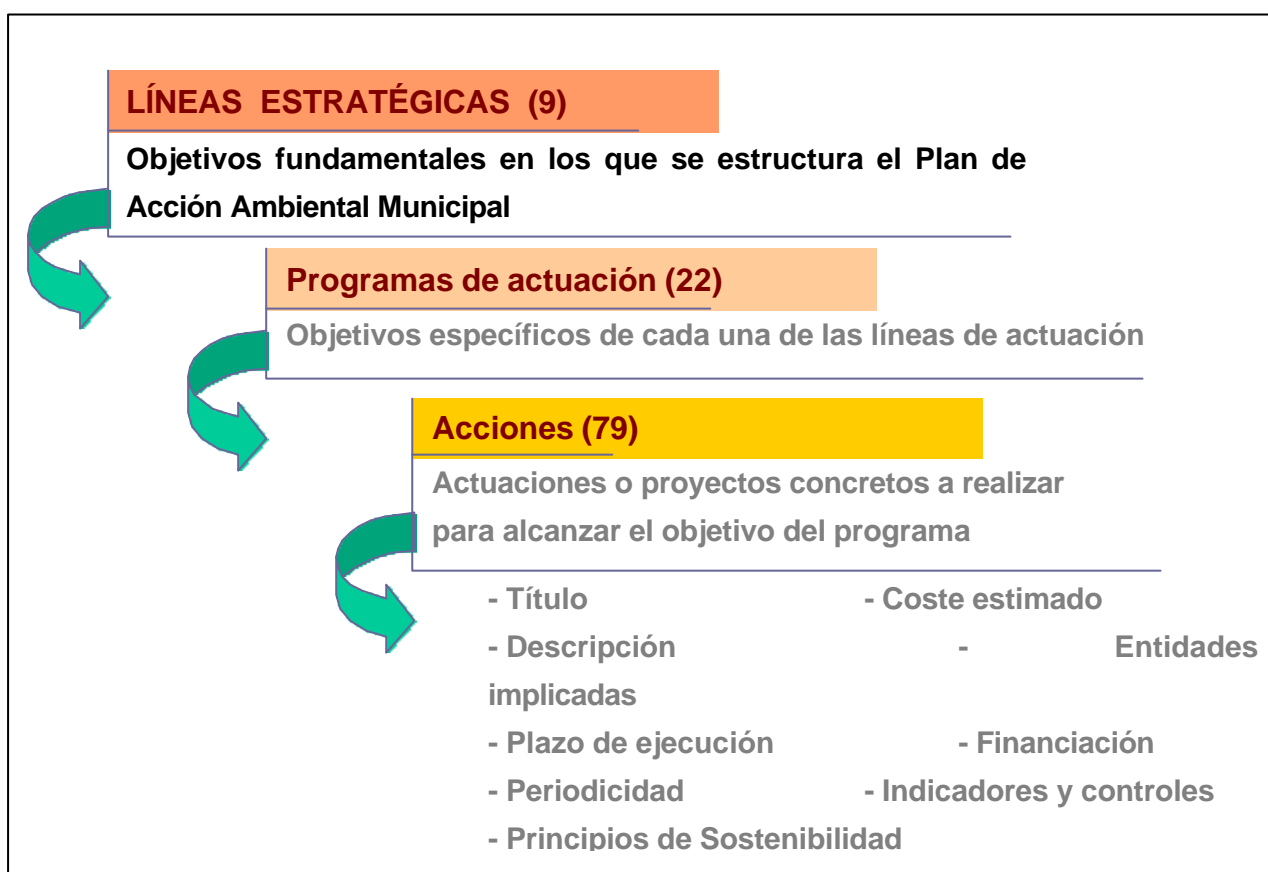 LÍNEAS ESTRATÉGICAS (9)
Objetivos fundamentales en los que se estructura el Plan de
Acción Ambiental Municipal
Programas de actuación (22)
Objetivos específicos de cada una de las líneas de actuación
Acciones (79)
Actuaciones o proyectos concretos a realizar
para alcanzar el objetivo del programa
- Título - Coste estimado
- Descripción - Entidades
implicadas
- Plazo de ejecución - Financiación
- Periodicidad - Indicadores y controles
- Principios de Sostenibilidad